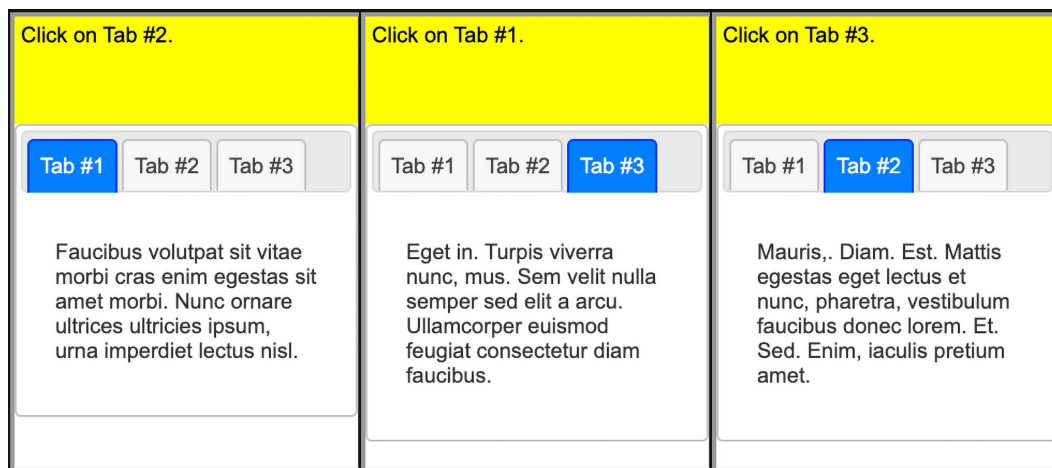 Click on Tab #2.
Tab #1 Tab #2 Tab #3
Faucibus volutpat sit vitae
morbi cras enim egestas sit
amet morbi. Nunc ornare
ultrices ultricies ipsum,
urna imperdiet lectus nisl.
Click on Tab #1.
Tab #1 Tab #2 Tab #3
Eget in. Turpis viverra
nunc, mus. Sem velit nulla
semper sed elit a arcu.
Ullamcorper euismod
feugiat consectetur diam
faucibus.
Click on Tab #3.
Tab #1 Tab #2 Tab #3
Mauris,. Diam. Est. Mattis
egestas eget lectus et
nunc, pharetra, vestibulum
faucibus donec lorem. Et.
Sed. Enim, iaculis pretium
amet.